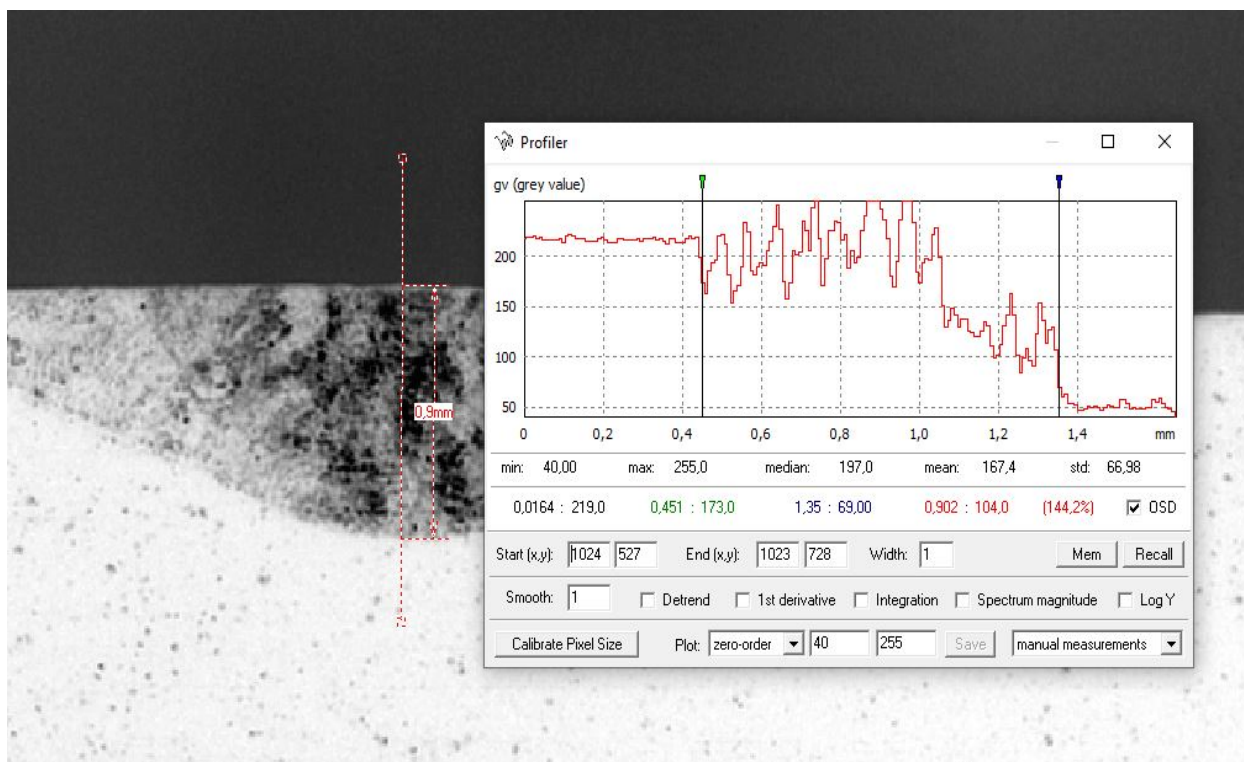 Profiler
gv (grey value)
200
150
100
50
0 0,2 0,4 0,6 0,8 1,0 1,2 1,4 mm
min: 40,00 max: 255,0 median: 197,0 mean: 167,4 std: 66,98
0,0164 : 219,0 0,451 : 173,0 1,35 : 69,00 0,902 : 104,0 (144,2%) OSD
Start (x,y): 1024 527 End (x,y): 1023 728 Width: 1 Mem Recall
Smooth: 1 Detrend 1st derivative Integration Spectrum magnitude Log Y
Calibrate Pixel Size Plot: zero-order 40 255 Save manual measurements
0,9mm